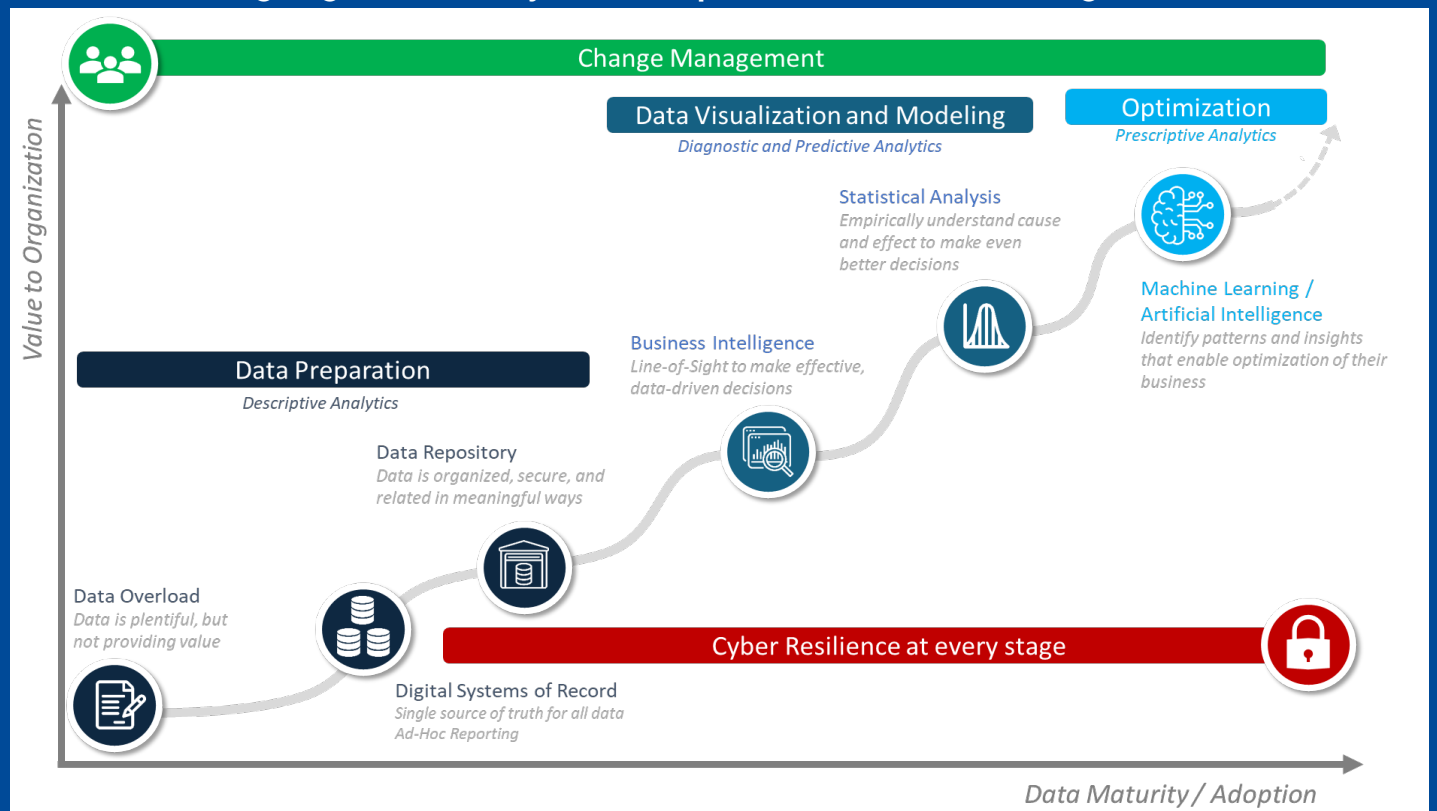 Change Management
Data Visualization and Modeling
Diagnostic and Predictive Analytics
Optimization
Prescriptive Analytics
Value to Organization
Statistical Analysis
Empirically understand cause
and effect to make even
better decisions
Machine Learning /
Artificial Intelligence
Identify patterns and insights
that enable optimization of their
business
Business Intelligence
Line-of-Sight to make effective,
data-driven decisions
Data Preparation
Descriptive Analytics
Data Repository
Data is organized, secure, and
related in meaningful ways
Data Overload
Data is plentiful, but
not providing value
Cyber Resilience at every stage
Digital Systems of Record
Single source of truth for all data
Ad-Hoc Reporting
Data Maturity / Adoption